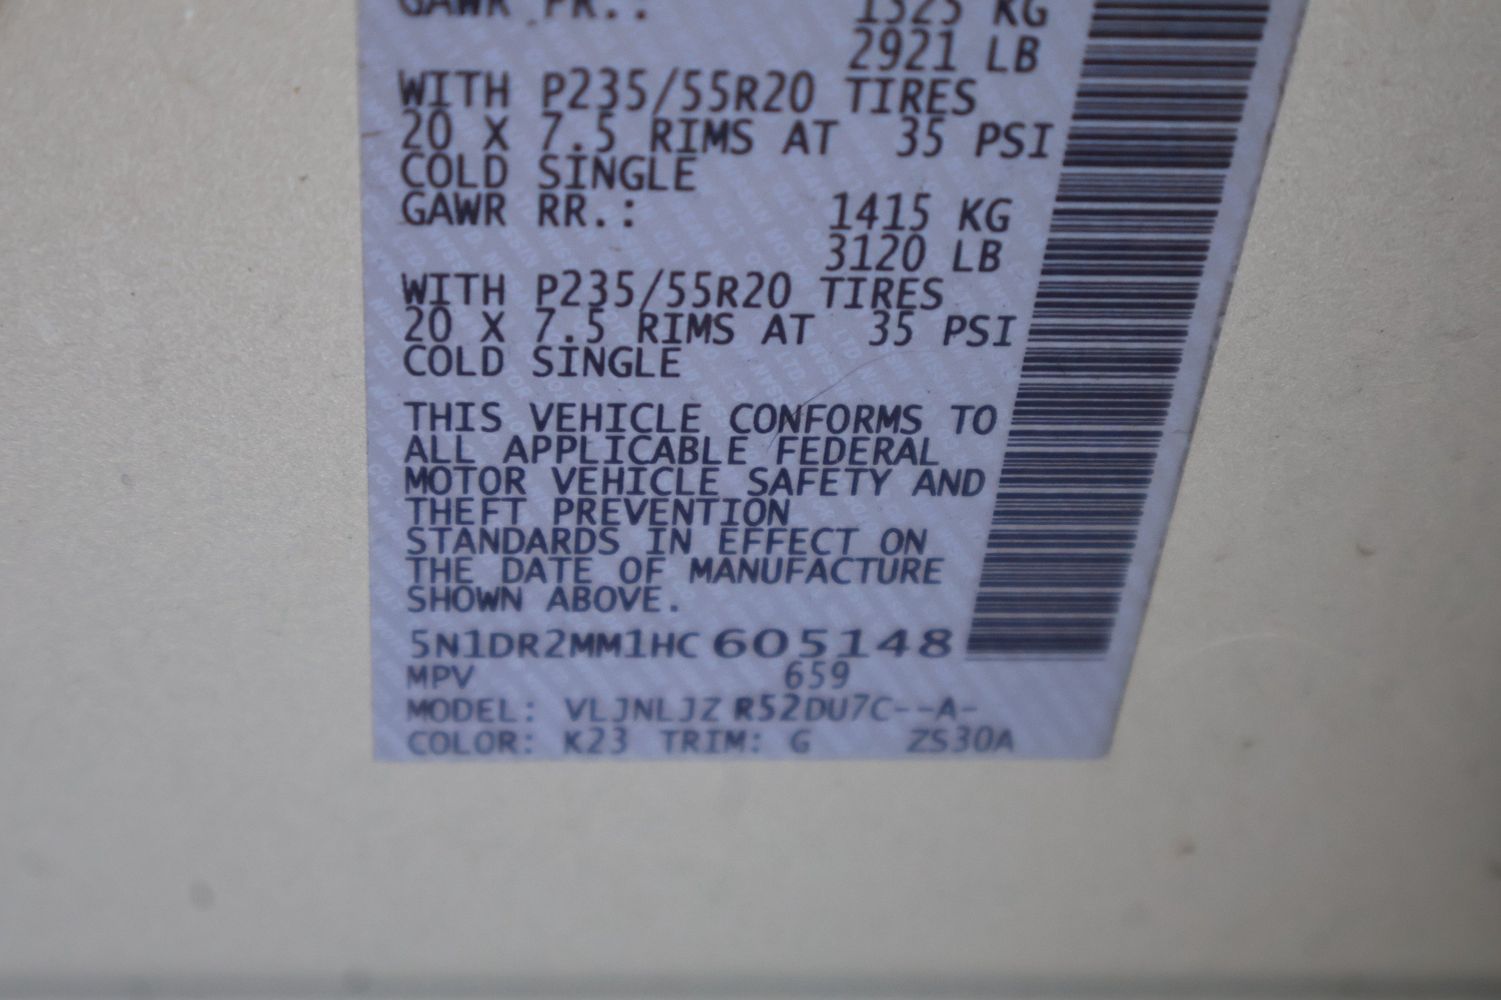 GAWR FR.: 1325 KG
2921 LB
WITH P235/55R20 TIRES
20 X 7.5 RIMS AT 35 PSI
COLD SINGLE
GAWR RR.: 1415 KG
3120 LB
WITH P235/55R20 TIRES
20 X 7.5 RIMS AT 35 PSI
COLD SINGLE
THIS VEHICLE CONFORMS TO
ALL APPLICABLE FEDERAL
MOTOR VEHICLE SAFETY AND
THEFT PREVENTION
STANDARDS IN EFFECT ON
THE DATE OF MANUFACTURE
SHOWN ABOVE.
5N1DR2MM1HC605148
MPV 659
MODEL: VLJNLJZ R52DU7C--A-
COLOR: K23 TRIM: G ZS30A